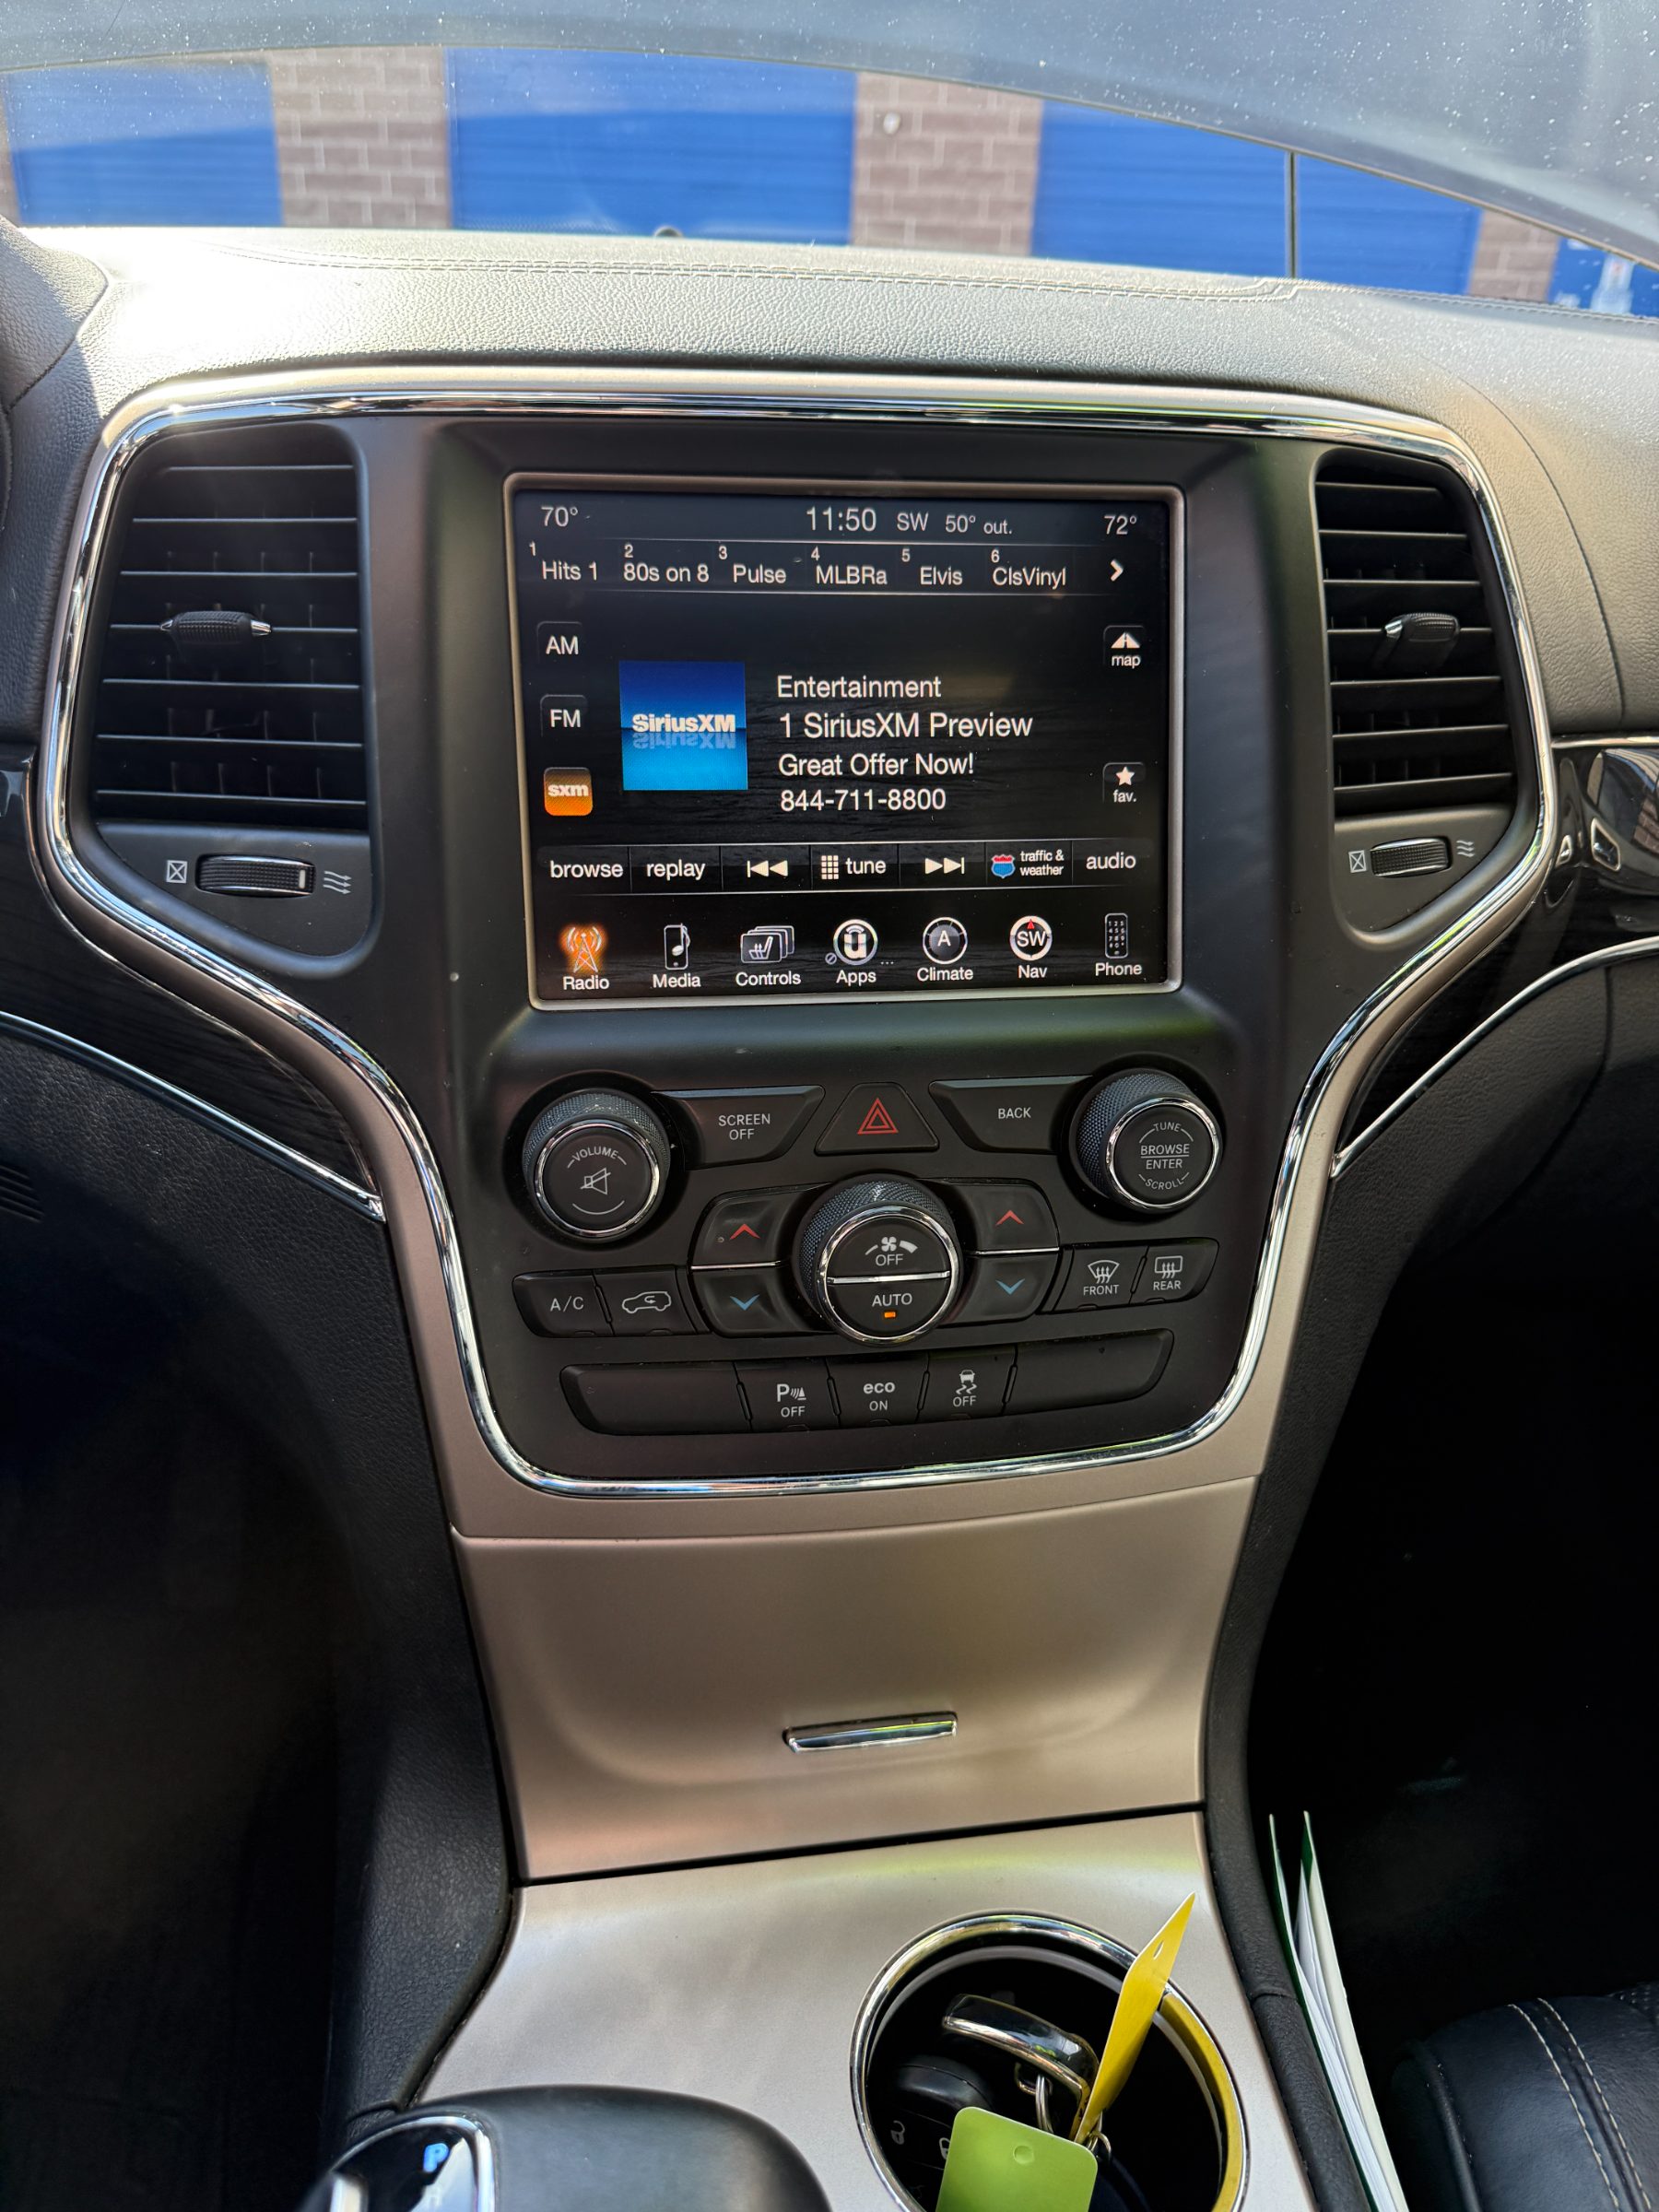 70° 11:50 SW 50° out. 72°
1 Hits 1 2 80s on 8 3 Pulse 4 MLBRa 5 Elvis 6 ClsVinyl
AM
map
Entertainment
FM
SiriusXM
1 SiriusXM Preview
Great Offer Now!
sxm
844-711-8800
fav.
browse replay tune traffic & weather audio
A SW
Radio Media Controls Apps Climate Nav Phone
SCREEN OFF
BACK
VOLUME
TUNE
BROWSE
ENTER
SCROLL
OFF
AUTO
A/C
FRONT
REAR
P OFF
eco ON
OFF
P